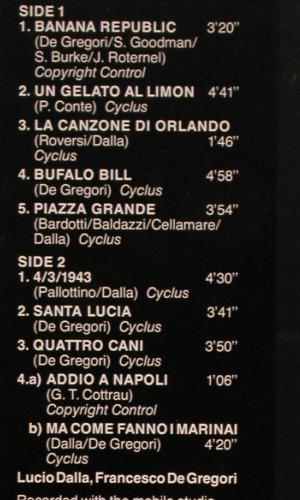 SIDE 1
1. BANANA REPUBLIC 3'20"
(De Gregori/S. Goodman/
S. Burke/J. Roternel)
Copyright Control
2. UN GELATO AL LIMON 4'41"
(P. Conte) Cyclus
3. LA CANZONE DI ORLANDO
(Roversi/Dalla) 1'46"
Cyclus
4. BUFALO BILL 4'58"
(De Gregori) Cyclus
5. PIAZZA GRANDE 3'54"
(Bardotti/Baldazzi/Cellamare/
Dalla) Cyclus
SIDE 2
1. 4/3/1943 4'30"
(Pallottino/Dalla) Cyclus
2. SANTA LUCIA 3'41"
(De Gregori) Cyclus
3. QUATTRO CANI 3'50"
(De Gregori) Cyclus
4.a) ADDIO A NAPOLI 1'06"
(G. T. Cottrau)
Copyright Control
b) MA COME FANNO I MARINAI
(Dalla/De Gregori) 4'20"
Cyclus
Lucio Dalla, Francesco De Gregori
Recorded with the mobile studio